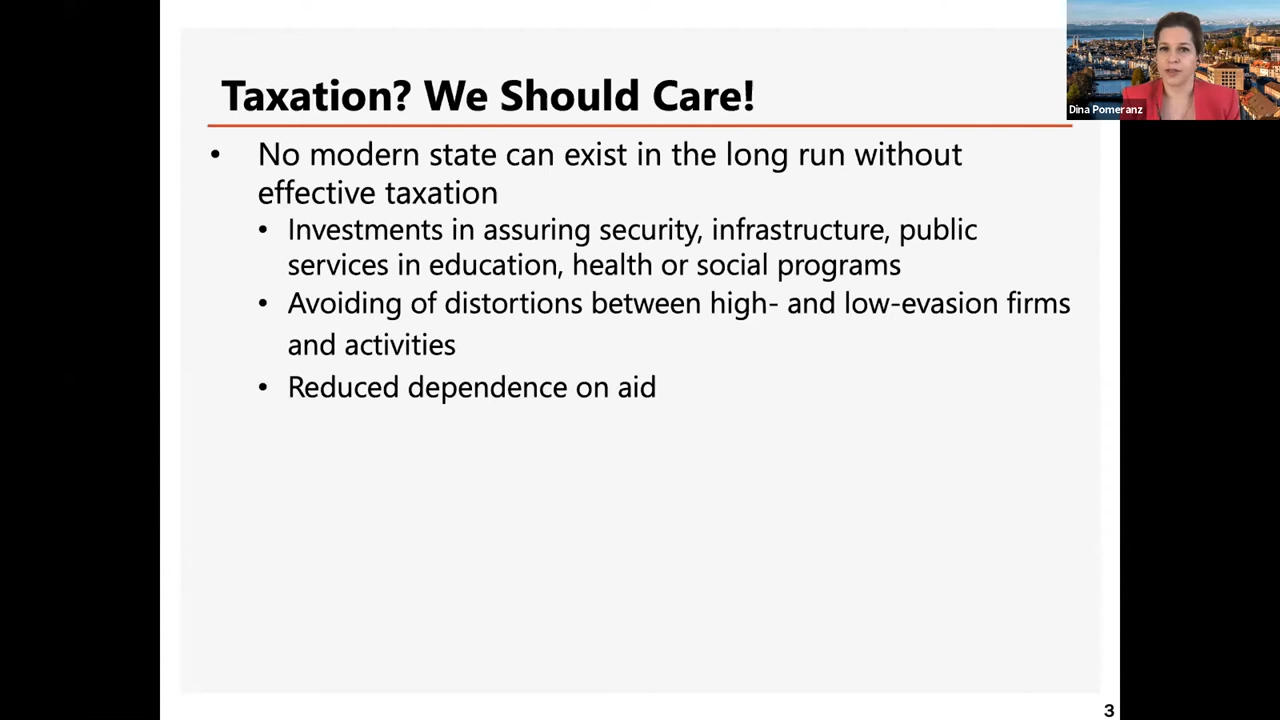 Taxation? We Should Care!
Dina Pomeranz
• No modern state can exist in the long run without
effective taxation
• Investments in assuring security, infrastructure, public
services in education, health or social programs
• Avoiding of distortions between high- and low-evasion firms
and activities
• Reduced dependence on aid
3